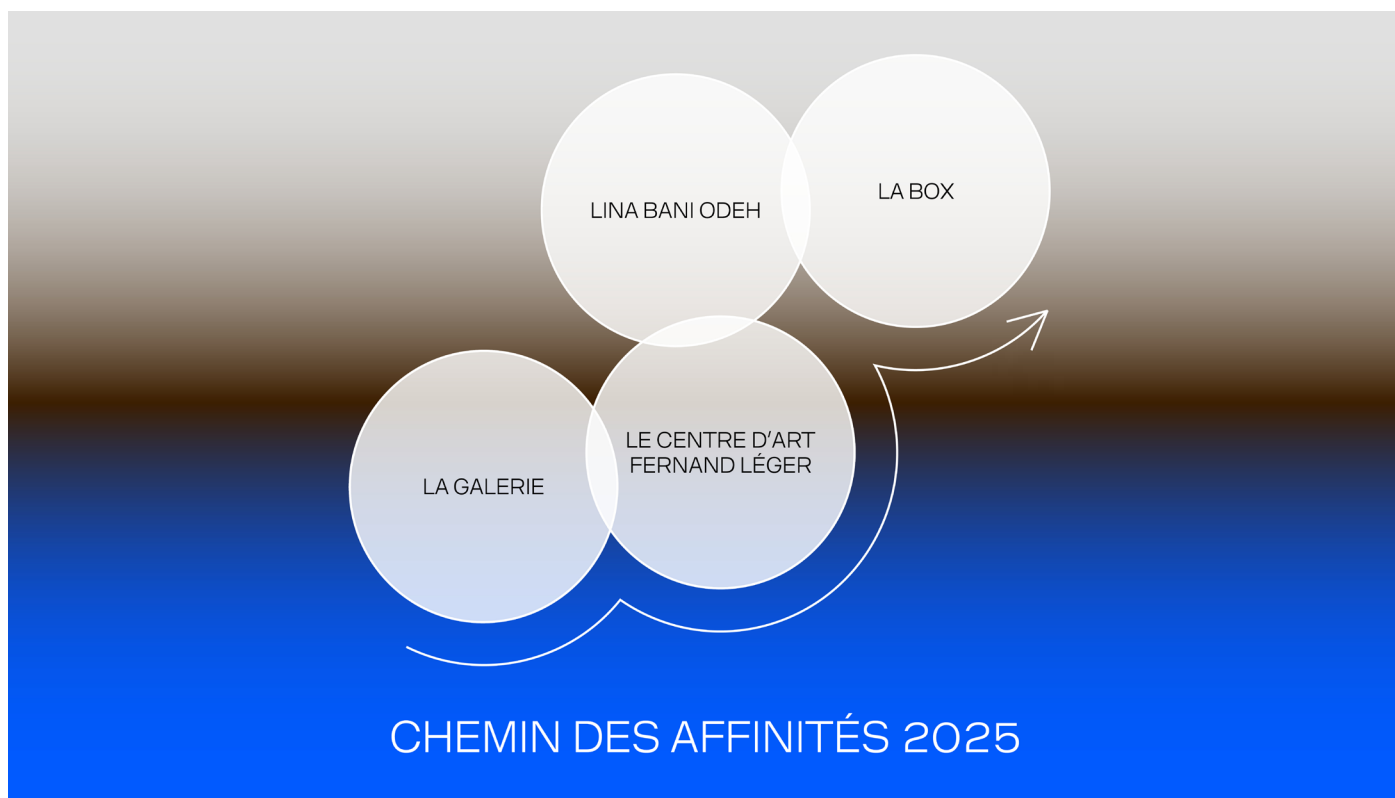 LINA BANI ODEH
LA BOX
LA GALERIE
LE CENTRE D’ART
FERNAND LÉGER
CHEMIN DES AFFINITÉS 2025